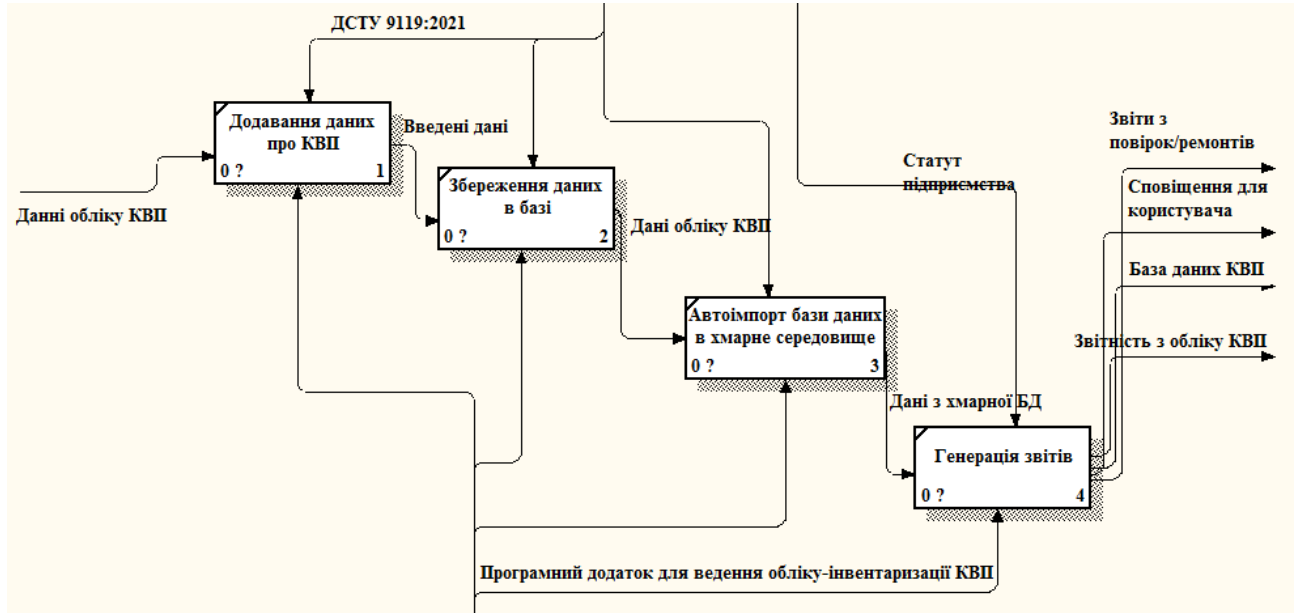 ДСТУ 9119:2021
Додавання даних
про КВП
0 ?
1
Введені дані
Данні обліку КВП
Збереження даних
в базі
0 ?
2
Дані обліку КВП
Статут
підприємства
Звіти з
повірок/ремонтів
Сповіщення для
користувача
База даних КВП
Звітність з обліку КВП
Автоімпорт бази даних
в хмарне середовище
0 ?
3
Дані з хмарної БД
Генерація звітів
0 ?
4
Програмний додаток для ведення обліку-інвентаризації КВП